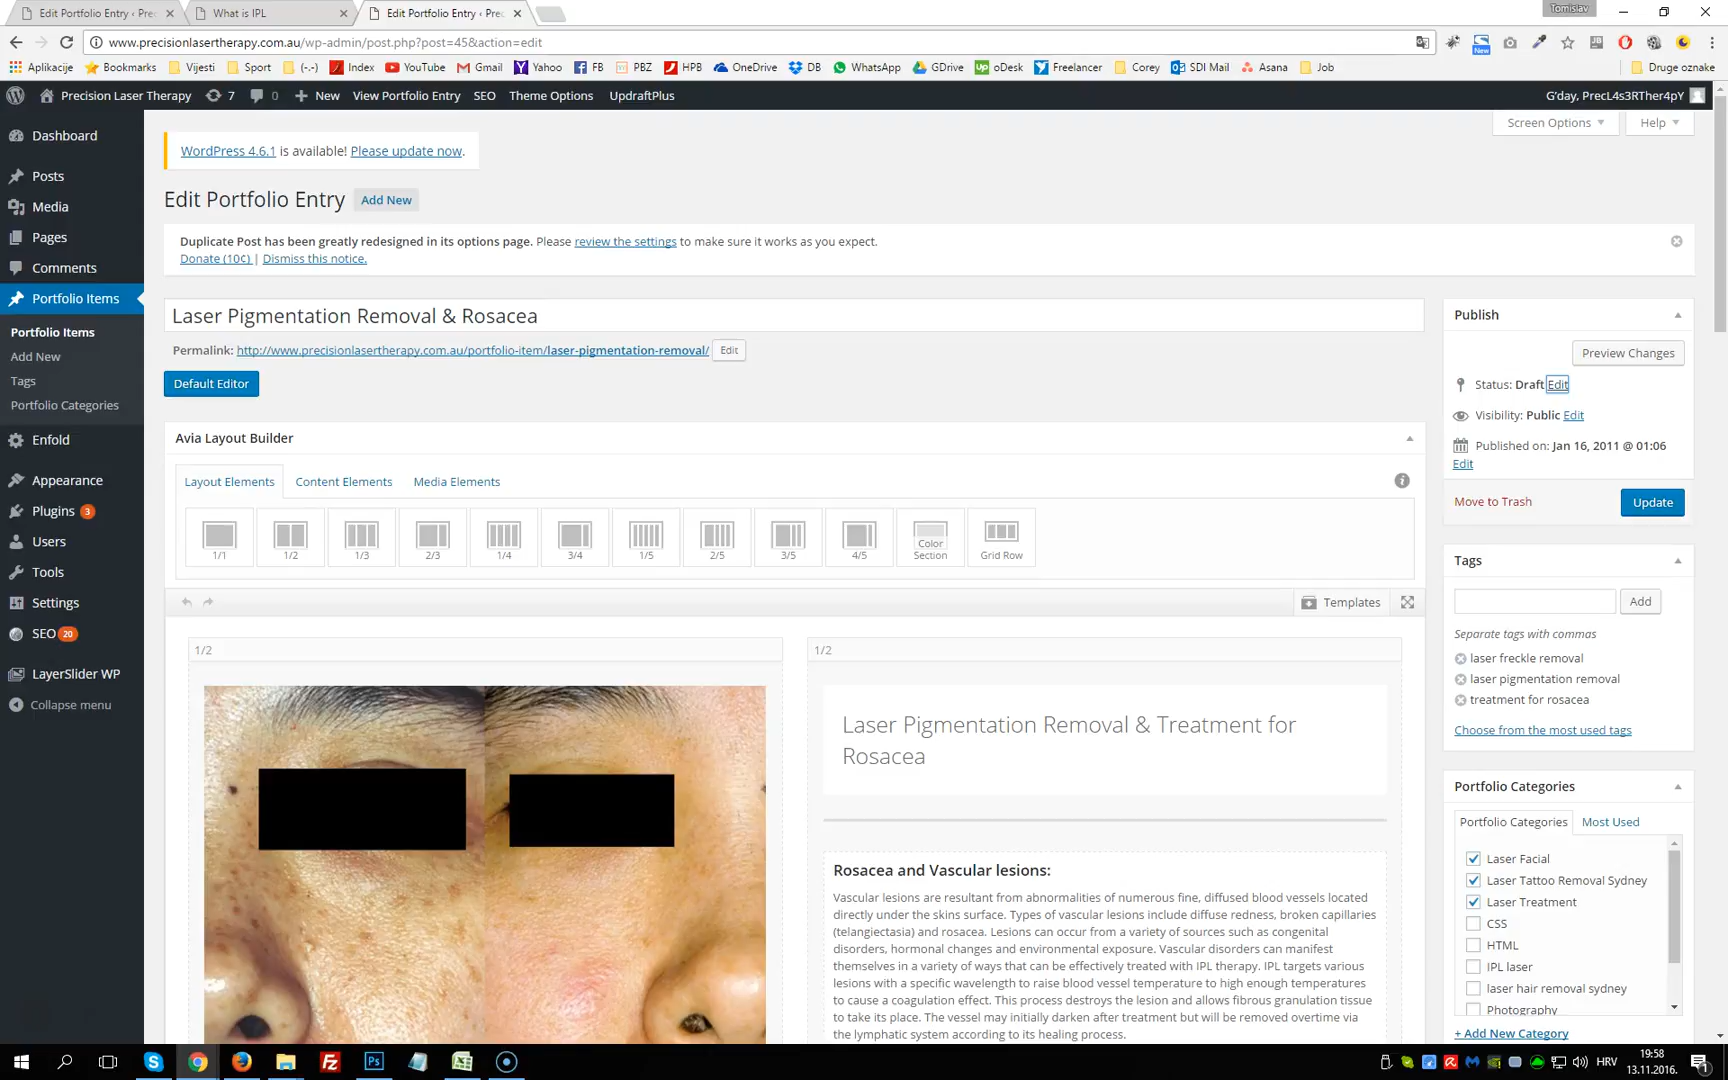 Edit Portfolio Entry ‹ Prec
What is IPL
Edit Portfolio Entry ‹ Prec
Tomislav
www.precisionlasertherapy.com.au/wp-admin/post.php?post=45&action=edit
New
Aplikacije
Bookmarks
Vijesti
Sport
(-.-)
Index
YouTube
Gmail
Yahoo
FB
PBZ
HPB
OneDrive
DB
WhatsApp
GDrive
oDesk
Freelancer
Corey
SDI Mail
Asana
Job
Druge oznake
Precision Laser Therapy
7
0
New
View Portfolio Entry
SEO
Theme Options
UpdraftPlus
G'day, PrecL4s3RTher4pY
Screen Options
Help
Dashboard
Posts
Media
Pages
Comments
Portfolio Items
Portfolio Items
Add New
Tags
Portfolio Categories
Enfold
Appearance
Plugins 3
Users
Tools
Settings
SEO 20
LayerSlider WP
Collapse menu
WordPress 4.6.1 is available! Please update now.
Edit Portfolio Entry
Add New
Duplicate Post has been greatly redesigned in its options page. Please review the settings to make sure it works as you expect.
Donate (10¢) | Dismiss this notice.
Laser Pigmentation Removal & Rosacea
Permalink: http://www.precisionlasertherapy.com.au/portfolio-item/laser-pigmentation-removal/
Edit
Default Editor
Avia Layout Builder
Layout Elements
Content Elements
Media Elements
1/1
1/2
1/3
2/3
1/4
3/4
1/5
2/5
3/5
4/5
Color
Section
Grid Row
Templates
1/2
1/2
Laser Pigmentation Removal & Treatment for
Rosacea
Rosacea and Vascular lesions:
Vascular lesions are resultant from abnormalities of numerous fine, diffused blood vessels located
directly under the skins surface. Types of vascular lesions include diffuse redness, broken capillaries
(telangiectasia) and rosacea. Lesions can occur from a variety of sources such as congenital
disorders, hormonal changes and environmental exposure. Vascular disorders can manifest
themselves in a variety of ways that can be effectively treated with IPL therapy. IPL targets various
lesions with a specific wavelength to raise blood vessel temperature to high enough temperatures
to cause a coagulation effect. This process destroys the lesion and allows fibrous granulation tissue
to take its place. The vessel may initially darken after treatment but will be removed overtime via
the lymphatic system according to its healing process.
Publish
Preview Changes
Status: Draft Edit
Visibility: Public Edit
Published on: Jan 16, 2011 @ 01:06
Edit
Move to Trash
Update
Tags
Add
Separate tags with commas
laser freckle removal
laser pigmentation removal
treatment for rosacea
Choose from the most used tags
Portfolio Categories
Portfolio Categories
Most Used
Laser Facial
Laser Tattoo Removal Sydney
Laser Treatment
CSS
HTML
IPL laser
laser hair removal sydney
Photography
+ Add New Category
HRV
19:58
13.11.2016.
1